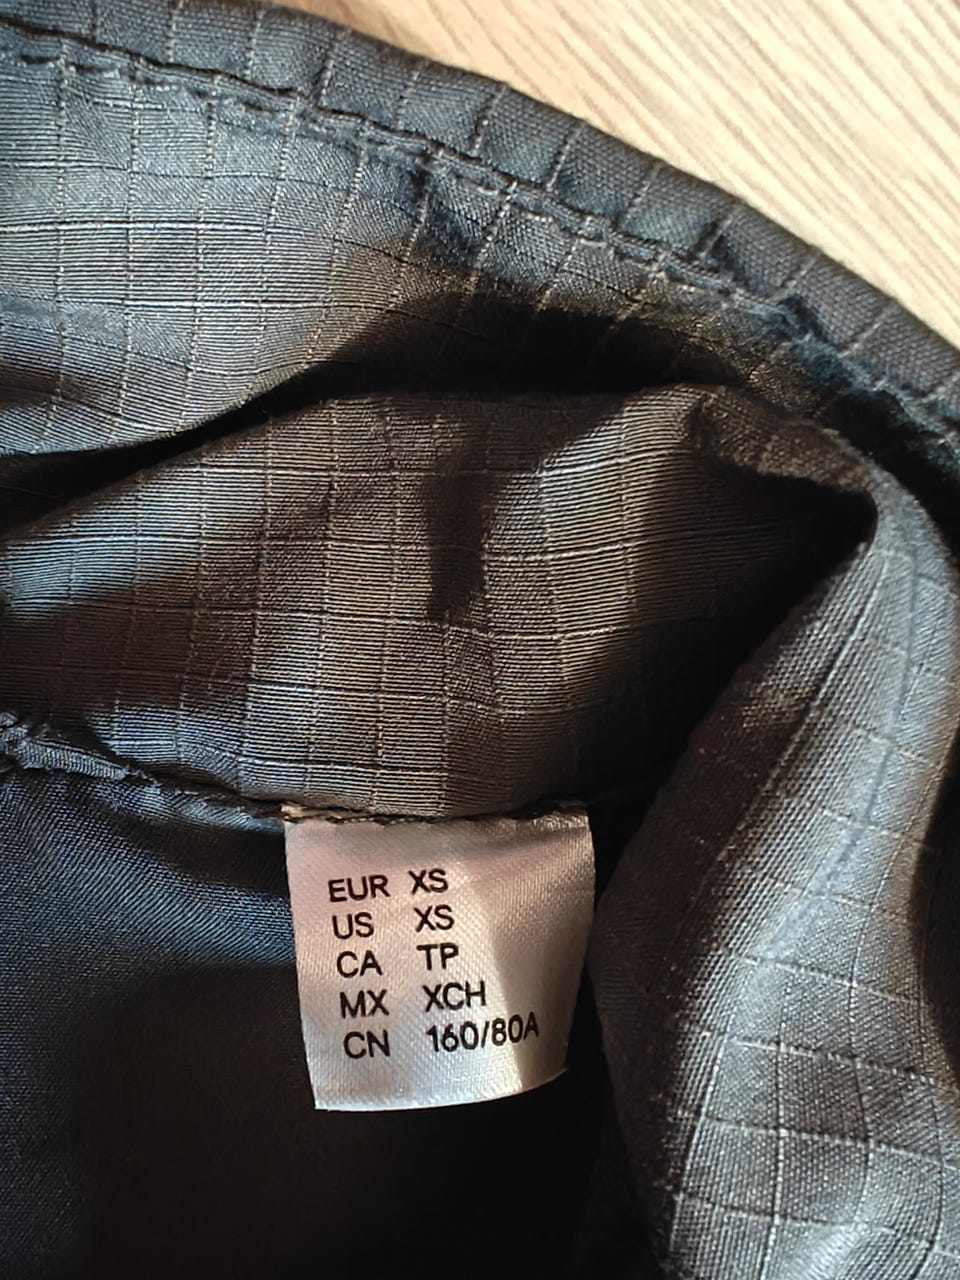 EUR XS
US XS
CA TP
MX XCH
CN 160/80A